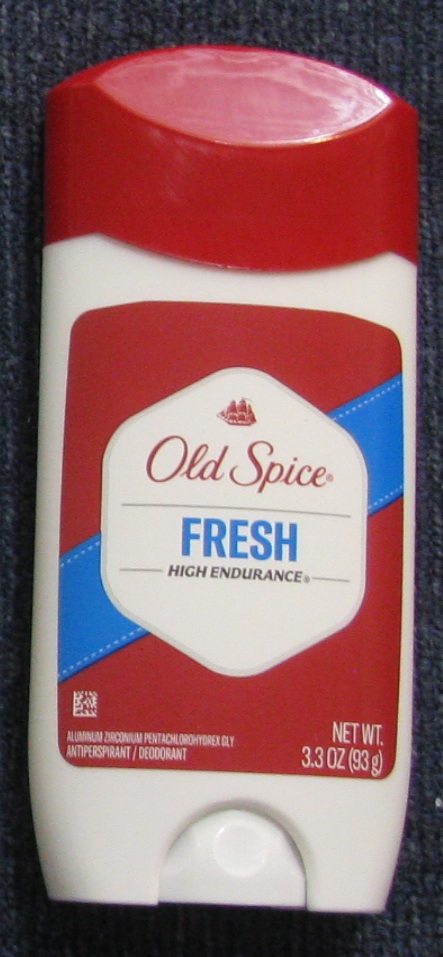 Old Spice®
FRESH
HIGH ENDURANCE®
ALUMINUM ZIRCONIUM PENTACHLOROHYDREX GLY
ANTIPERSPIRANT / DEODORANT
NET WT.
3.3 OZ (93 g)